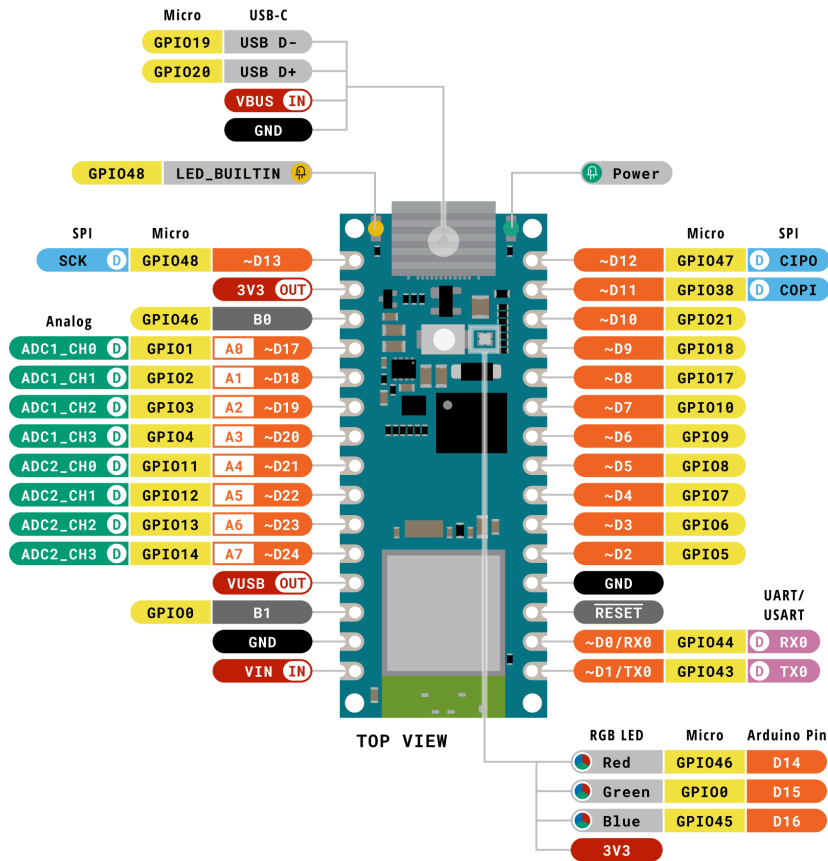 Micro USB-C
GPIO19 USB D-
GPIO20 USB D+
VBUS IN
GND
GPIO48 LED_BUILTIN
Power
SPI Micro
SCK D GPIO48 ~D13
3V3 OUT
GPIO46 B0
Analog
ADC1_CH0 D GPIO1 A0 ~D17
ADC1_CH1 D GPIO2 A1 ~D18
ADC1_CH2 D GPIO3 A2 ~D19
ADC1_CH3 D GPIO4 A3 ~D20
ADC2_CH0 D GPIO11 A4 ~D21
ADC2_CH1 D GPIO12 A5 ~D22
ADC2_CH2 D GPIO13 A6 ~D23
ADC2_CH3 D GPIO14 A7 ~D24
VUSB OUT
GPIO0 B1
GND
VIN IN
Micro SPI
~D12 GPIO47 D CIPO
~D11 GPIO38 D COPI
~D10 GPIO21
~D9 GPIO18
~D8 GPIO17
~D7 GPIO10
~D6 GPIO9
~D5 GPIO8
~D4 GPIO7
~D3 GPIO6
~D2 GPIO5
GND
RESET
UART/
USART
~D0/RX0 GPIO44 D RX0
~D1/TX0 GPIO43 D TX0
TOP VIEW
RGB LED Micro Arduino Pin
Red GPIO46 D14
Green GPIO0 D15
Blue GPIO45 D16
3V3